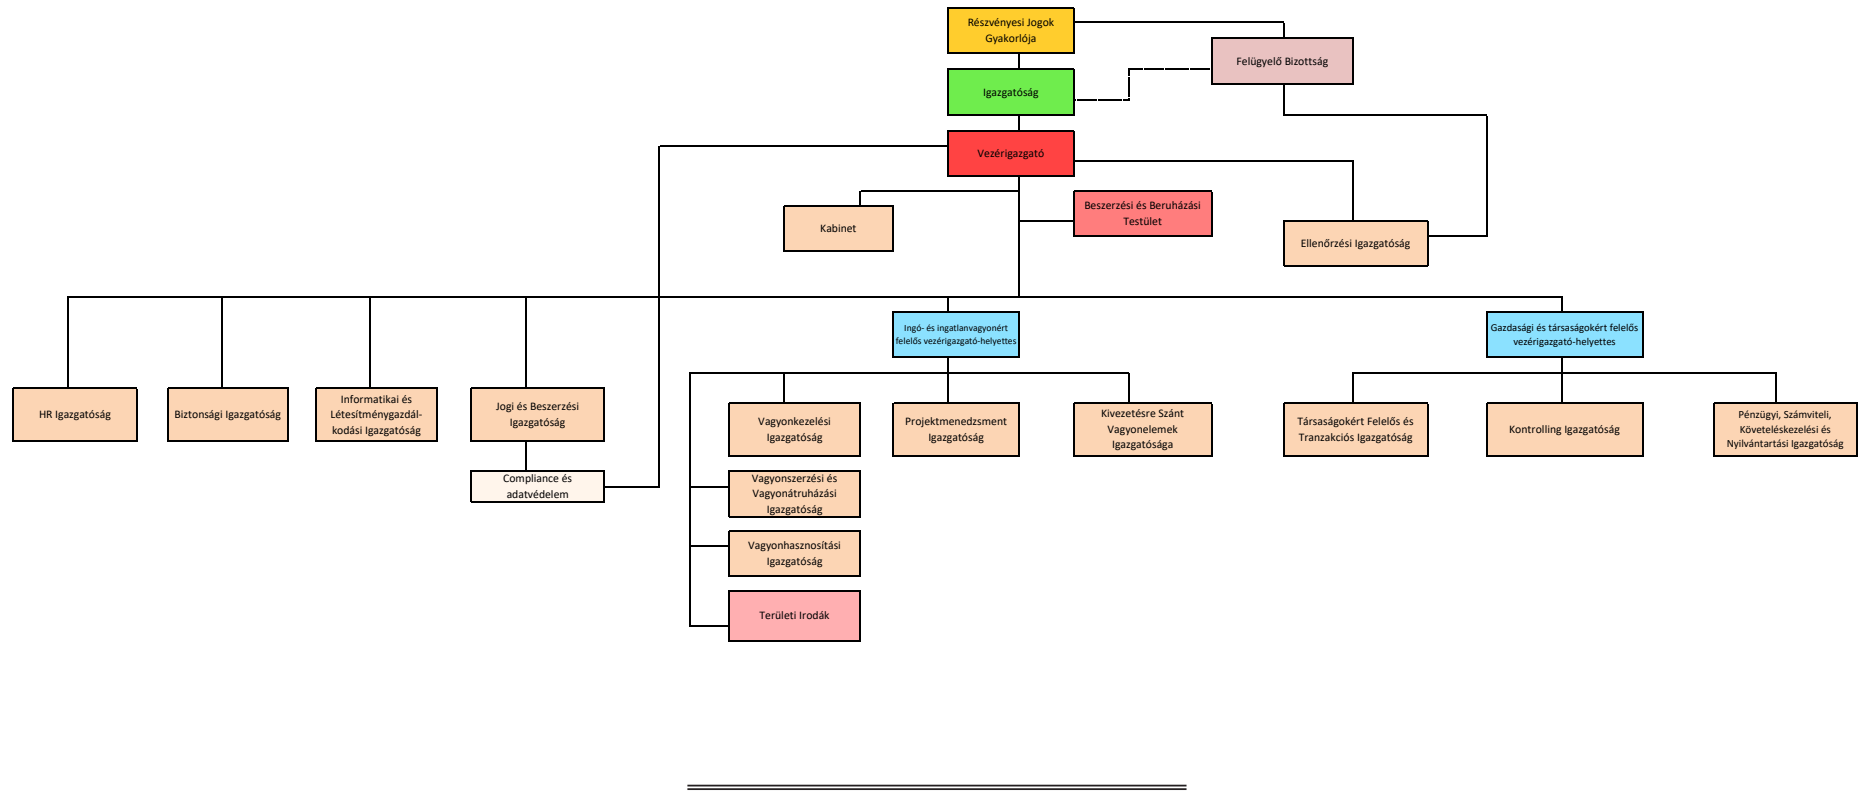 Részvényesi Jogok
Gyakorlója
Felügyelő Bizottság
Igazgatóság
Vezérigazgató
Kabinet
Beszerzési és Beruházási
Testület
Ellenőrzési Igazgatóság
Ingó- és ingatlanvagyonért
felelős vezérigazgató-helyettes
Gazdasági és társaságokért felelős
vezérigazgató-helyettes
HR Igazgatóság
Biztonsági Igazgatóság
Informatikai és
Létesítménygazdál-
kodási Igazgatóság
Jogi és Beszerzési
Igazgatóság
Vagyonkezelési
Igazgatóság
Projektmenedzsment
Igazgatóság
Kivezetésre Szánt
Vagyonelemek
Igazgatósága
Társaságokért Felelős és
Tranzakciós Igazgatóság
Kontrolling Igazgatóság
Pénzügyi, Számviteli,
Követeléskezelési és
Nyilvántartási Igazgatóság
Compliance és
adatvédelem
Vagyonszerzési és
Vagyonátruházási
Igazgatóság
Vagyonhasznosítási
Igazgatóság
Területi Irodák